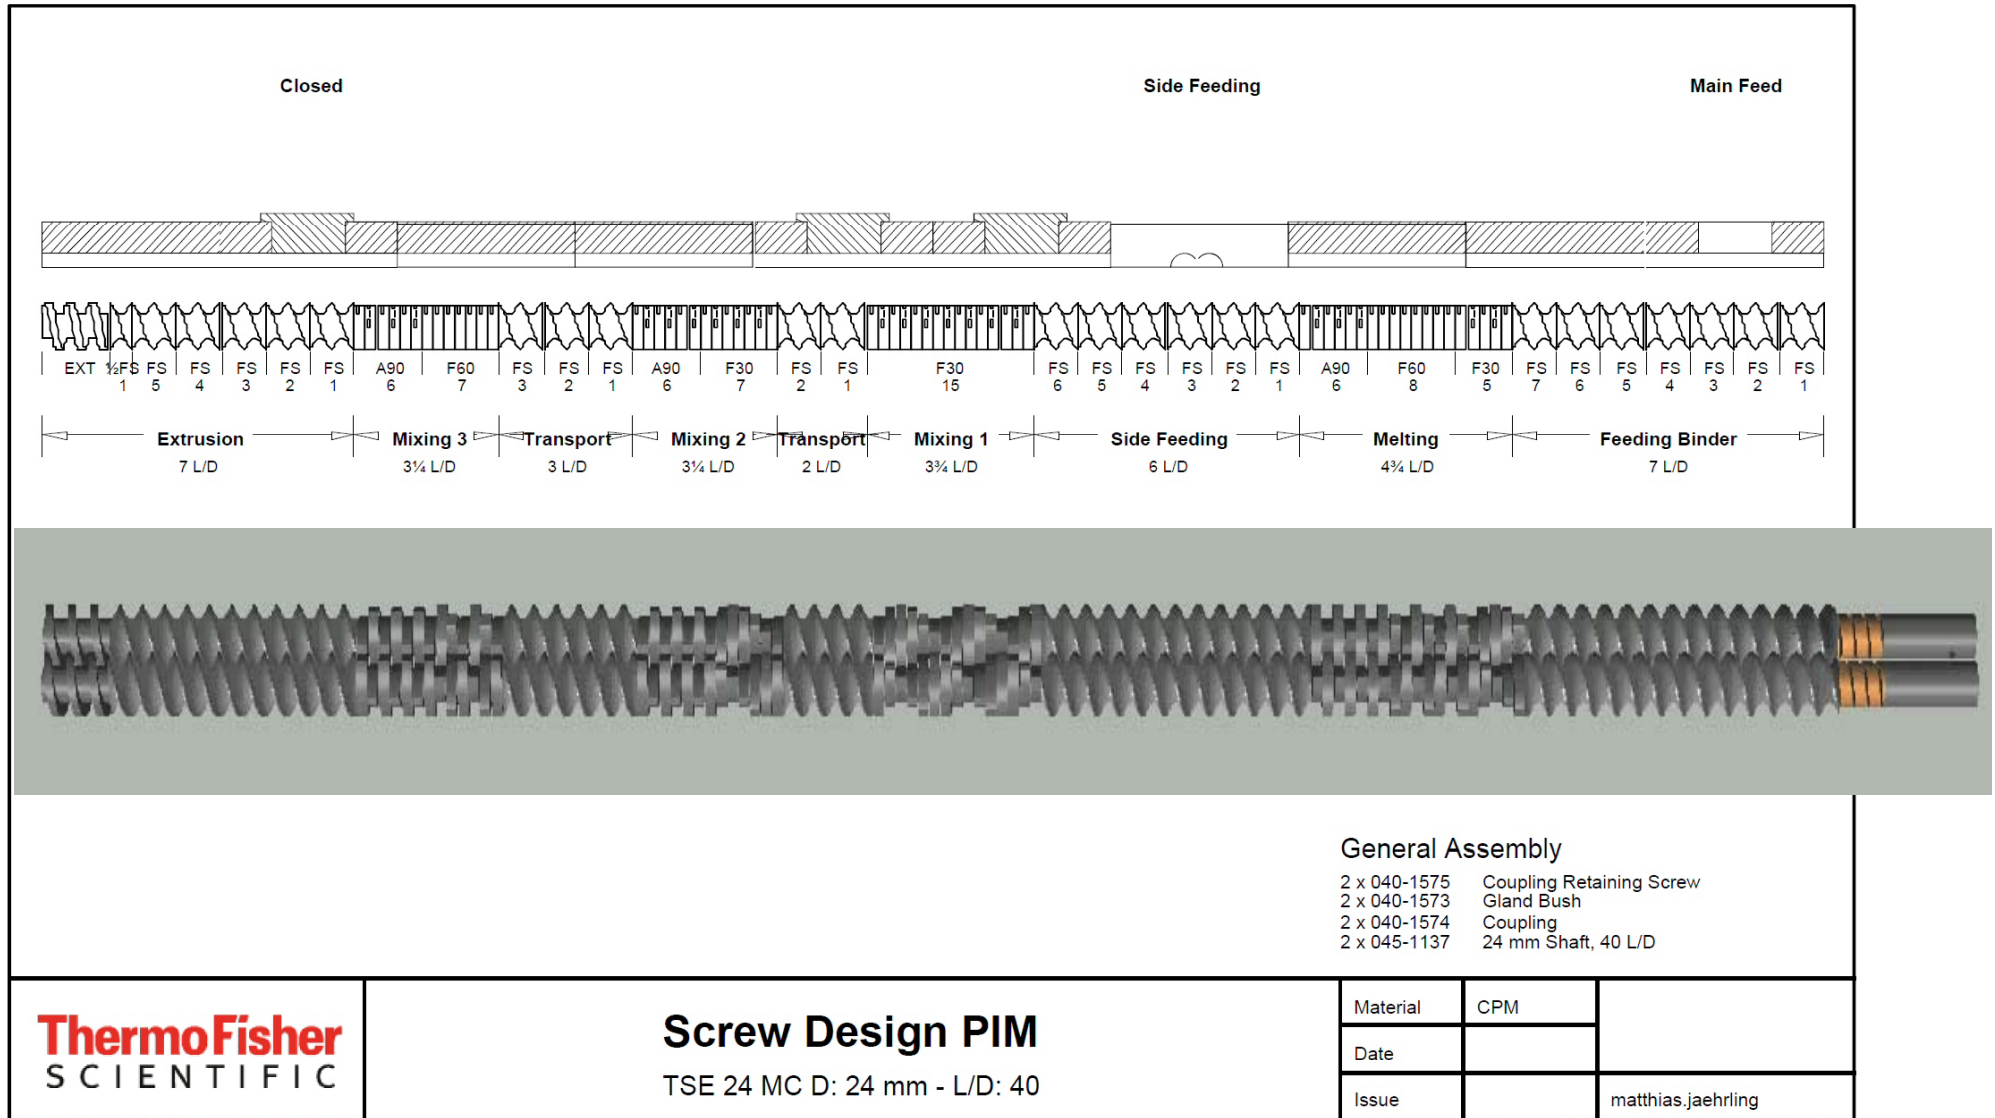 Closed Side Feeding Main Feed
EXT ½FS FS FS FS FS FS A90 F60 FS FS FS A90 F30 FS FS F30 FS FS FS FS FS FS A90 F60 F30 FS FS FS FS FS FS FS
1 5 4 3 2 1 6 7 3 2 1 6 7 2 1 15 6 5 4 3 2 1 6 8 5 7 6 5 4 3 2 1
Extrusion Mixing 3 Transport Mixing 2 Transport Mixing 1 Side Feeding Melting Feeding Binder
7 L/D 3¼ L/D 3 L/D 3¼ L/D 2 L/D 3¾ L/D 6 L/D 4¾ L/D 7 L/D
General Assembly
2 x 040-1575 Coupling Retaining Screw
2 x 040-1573 Gland Bush
2 x 040-1574 Coupling
2 x 045-1137 24 mm Shaft, 40 L/D
ThermoFisher
SCIENTIFIC
Screw Design PIM
TSE 24 MC D: 24 mm - L/D: 40
Material CPM
Date
Issue matthias.jaehrling